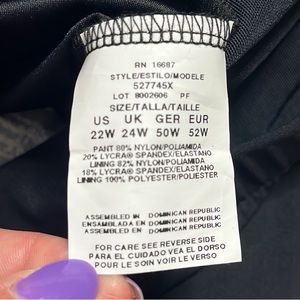 RN 16687
STYLE/ESTILO/MODELE
527745X
LOT 8002606 PF
SIZE/TALLA/TAILLE
US UK GER EUR
22W 24W 50W 52W
PANT 80% NYLON/POLIAMIDA
20% LYCRA® SPANDEX/ELASTANO
LINING 82% NYLON/POLIAMIDA
18% LYCRA® SPANDEX/ELASTANO
LINING 100% POLYESTER/POLIESTER
ASSEMBLED IN DOMINICAN REPUBLIC
ENSAMBLADA EN DOMINICAN REPUBLIC
ASSEMBLE EN DOMINICAN REPUBLIC
FOR CARE SEE REVERSE SIDE
PARA EL CUIDADO VEA EL DORSO
POUR LE SOIN VOIR LE VERSO